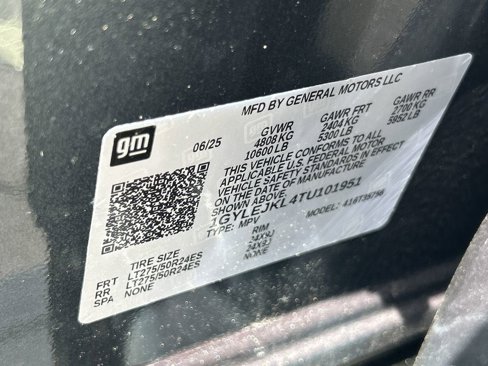 MFD BY GENERAL MOTORS LLC
gm
06/25
GVWR GAWR FRT GAWR RR
4808 KG 2404 KG 2700 KG
10600 LB 5300 LB 5952 LB
THIS VEHICLE CONFORMS TO ALL
APPLICABLE U.S. FEDERAL MOTOR
VEHICLE SAFETY STANDARDS IN EFFECT
ON THE DATE OF MANUFACTURE
1GYLEJKL4TU101951
TYPE: MPV MODEL: 416T35756
TIRE SIZE RIM
FRT LT275/50R24ES 24X9J
RR LT275/50R24ES 24X9J
SPA NONE NONE